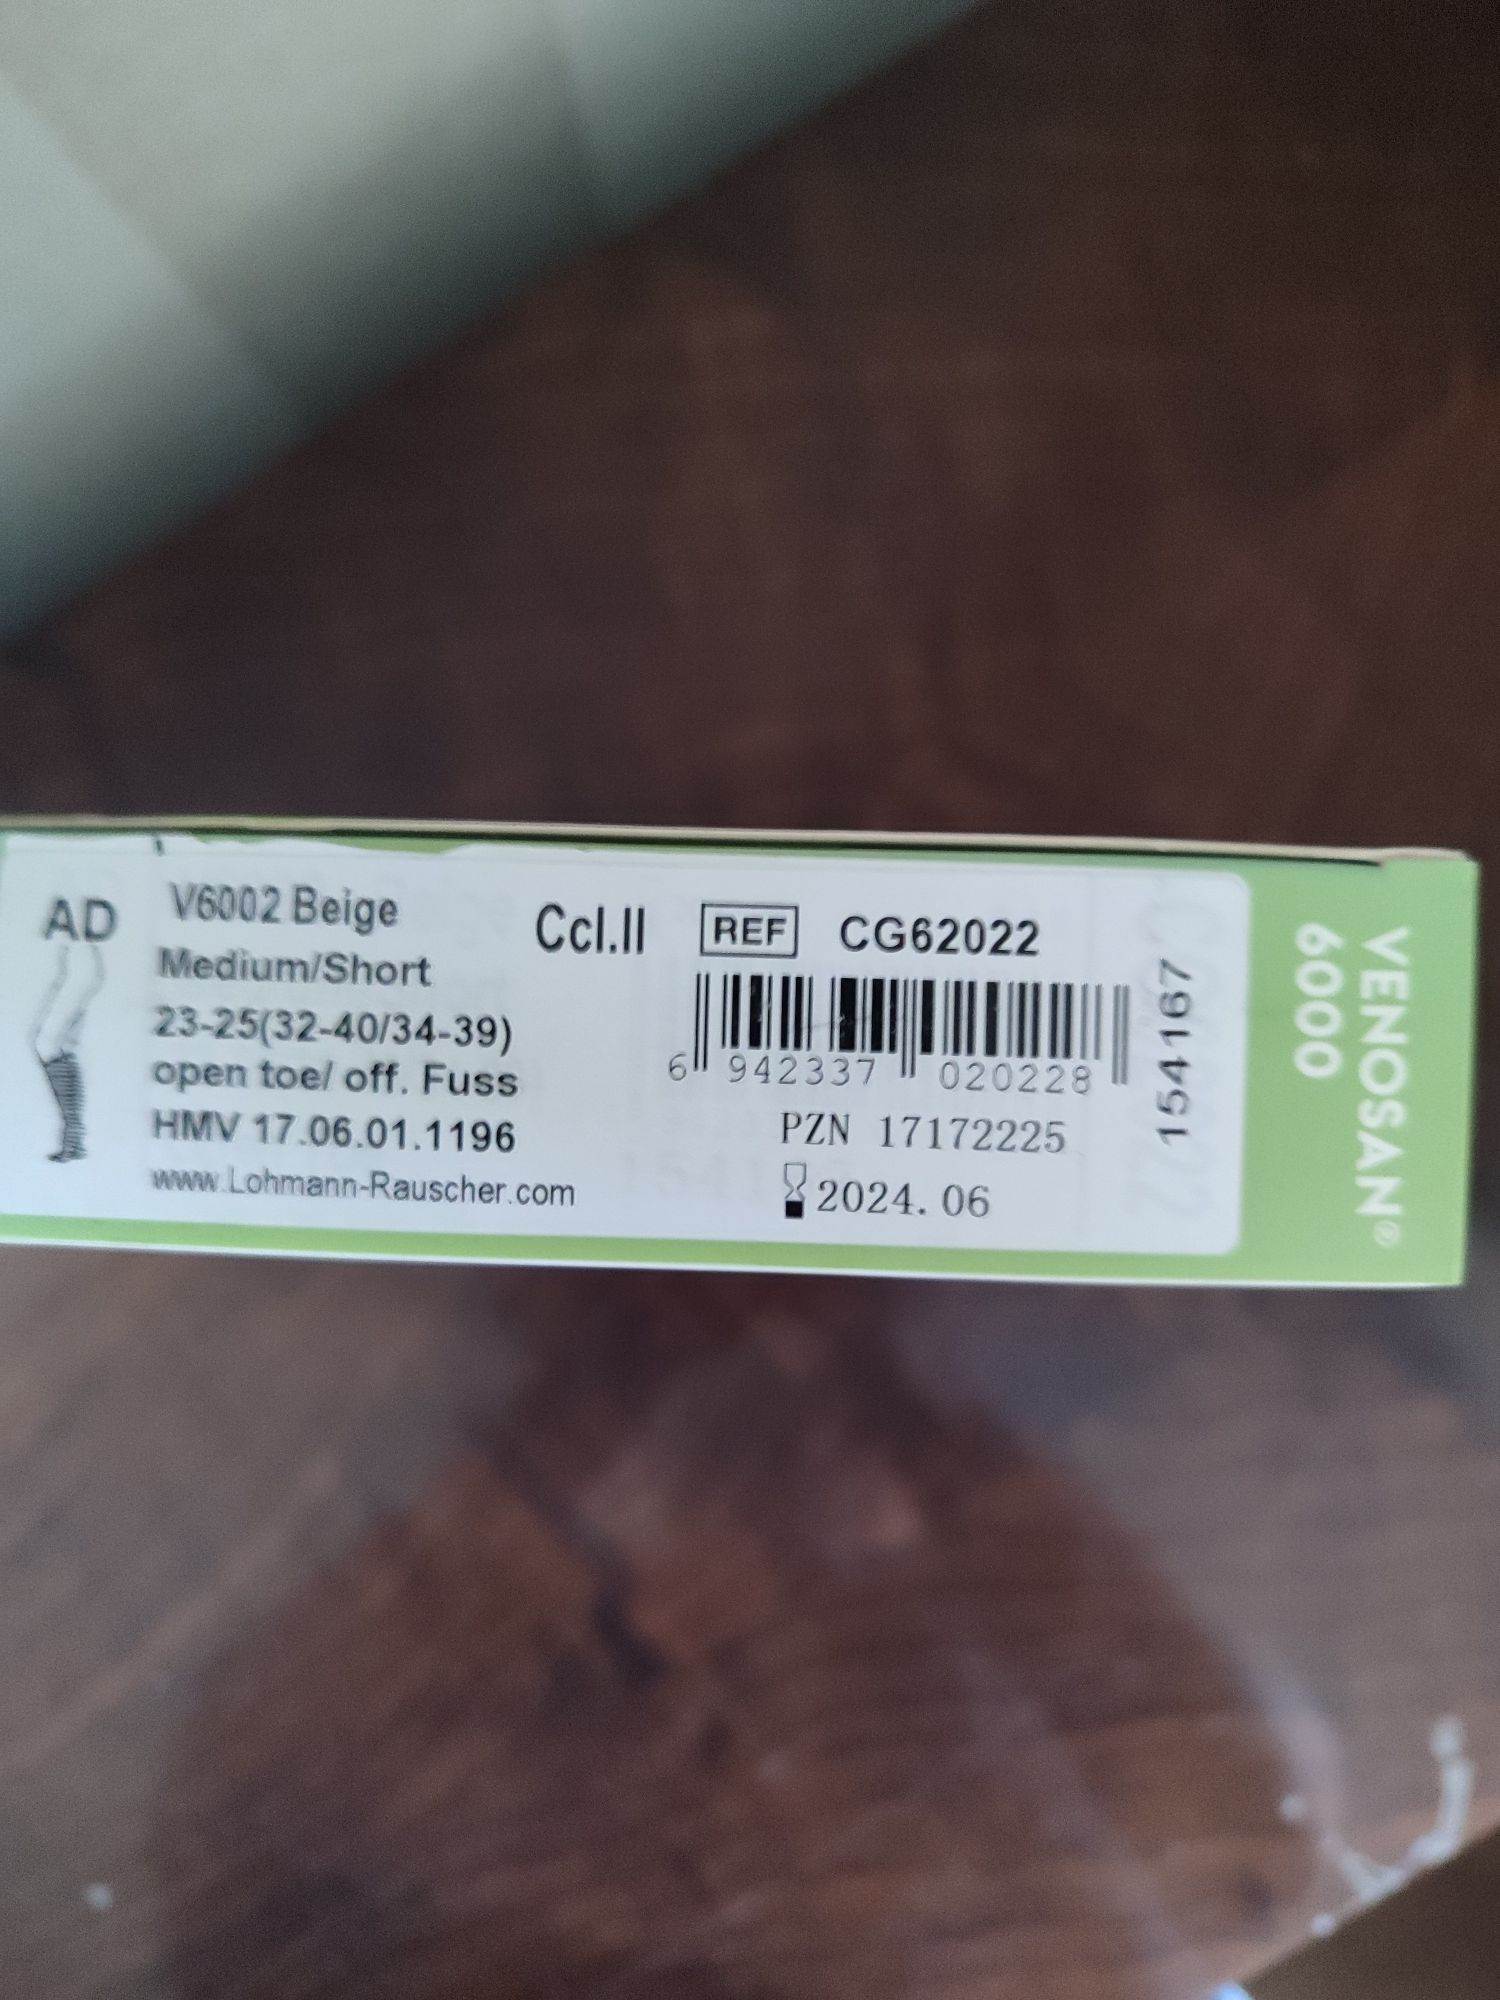 AD
V6002 Beige
Medium/Short
23-25(32-40/34-39)
open toe/ off. Fuss
HMV 17.06.01.1196
www.Lohmann-Rauscher.com
Ccl.II
REF CG62022
6 942337 020228
PZN 17172225
2024.06
154167
VENOSAN®
6000